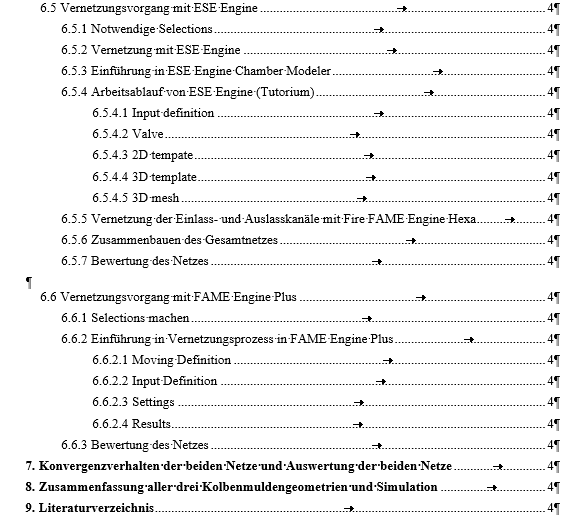 6.5 Vernetzungsvorgang mit ESE Engine 4
6.5.1 Notwendige Selections 4
6.5.2 Vernetzung mit ESE Engine 4
6.5.3 Einführung in ESE Engine Chamber Modeler 4
6.5.4 Arbeitsablauf von ESE Engine (Tutorium) 4
6.5.4.1 Input definition 4
6.5.4.2 Valve 4
6.5.4.3 2D tempate 4
6.5.4.4 3D template 4
6.5.4.5 3D mesh 4
6.5.5 Vernetzung der Einlass- und Auslasskanäle mit Fire FAME Engine Hexa 4
6.5.6 Zusammenbauen des Gesamtnetzes 4
6.5.7 Bewertung des Netzes 4
6.6 Vernetzungsvorgang mit FAME Engine Plus 4
6.6.1 Selections machen 4
6.6.2 Einführung in Vernetzungsprozess in FAME Engine Plus 4
6.6.2.1 Moving Definition 4
6.6.2.2 Input Definition 4
6.6.2.3 Settings 4
6.6.2.4 Results 4
6.6.3 Bewertung des Netzes 4
7. Konvergenzverhalten der beiden Netze und Auswertung der beiden Netze 4
8. Zusammenfassung aller drei Kolbenmuldengeometrien und Simulation 4
9. Literaturverzeichnis 4